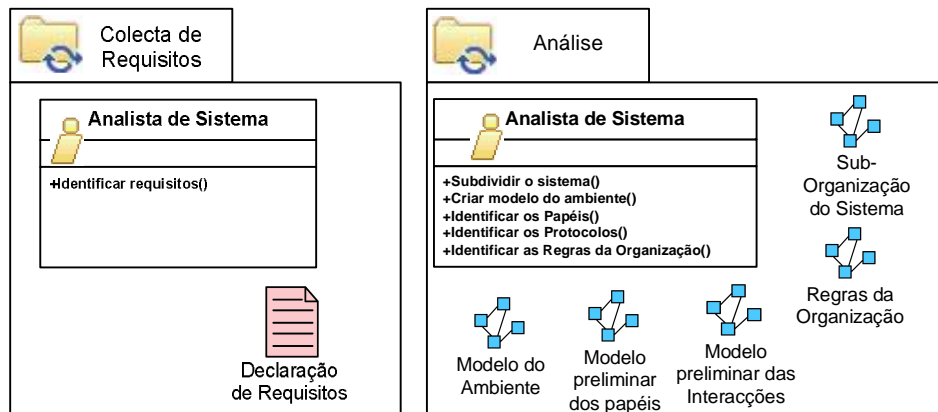 Colecta de
Requisitos
Analista de Sistema
+Identificar requisitos()
Declaração
de Requisitos
Análise
Analista de Sistema
+Subdividir o sistema()
+Criar modelo do ambiente()
+Identificar os Papéis()
+Identificar os Protocolos()
+Identificar as Regras da Organização()
Sub-
Organização
do Sistema
Regras da
Organização
Modelo do
Ambiente
Modelo
preliminar
dos papéis
Modelo
preliminar das
Interacções